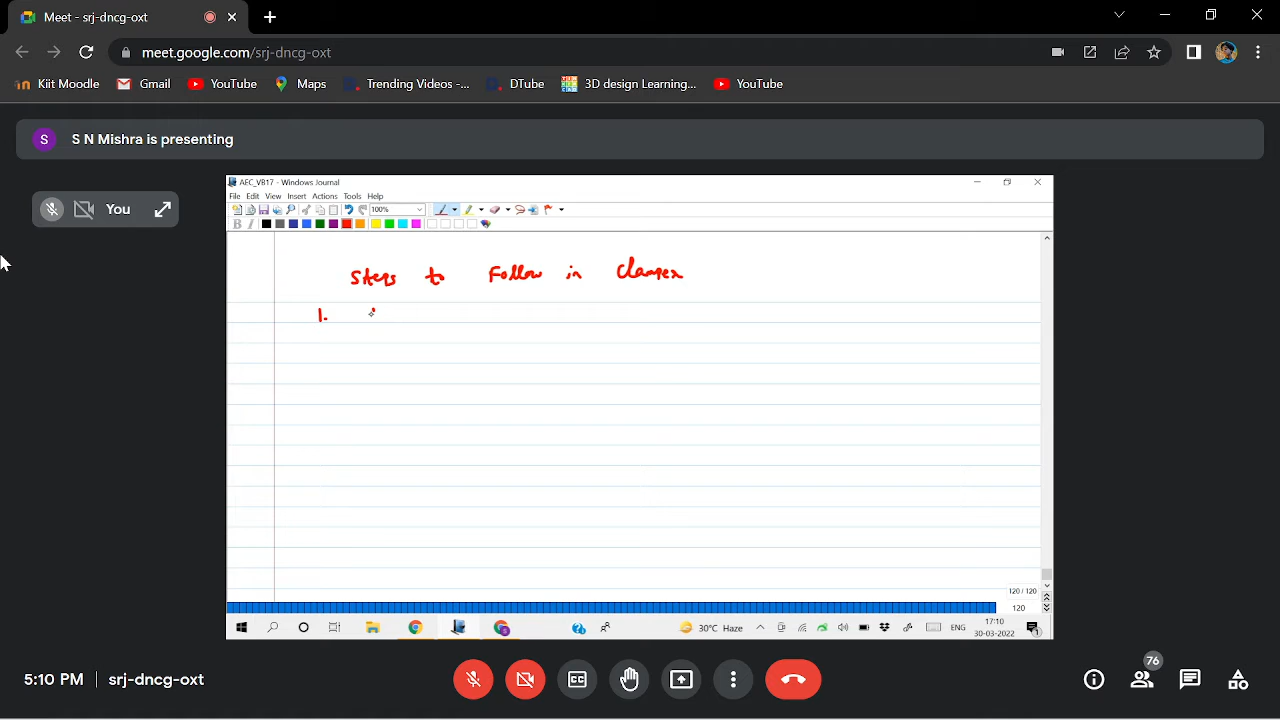 Meet - srj-dncg-oxt
meet.google.com/srj-dncg-oxt
Kiit Moodle Gmail YouTube Maps Trending Videos -... DTube 3D design Learning... YouTube
S S N Mishra is presenting
You
AEC_VB17 - Windows Journal
File Edit View Insert Actions Tools Help
100%
B I
Steps to Follow in Clamper
1.
120 / 120
120
30°C Haze ENG 17:10
30-03-2022 1
76
5:10 PM srj-dncg-oxt CC